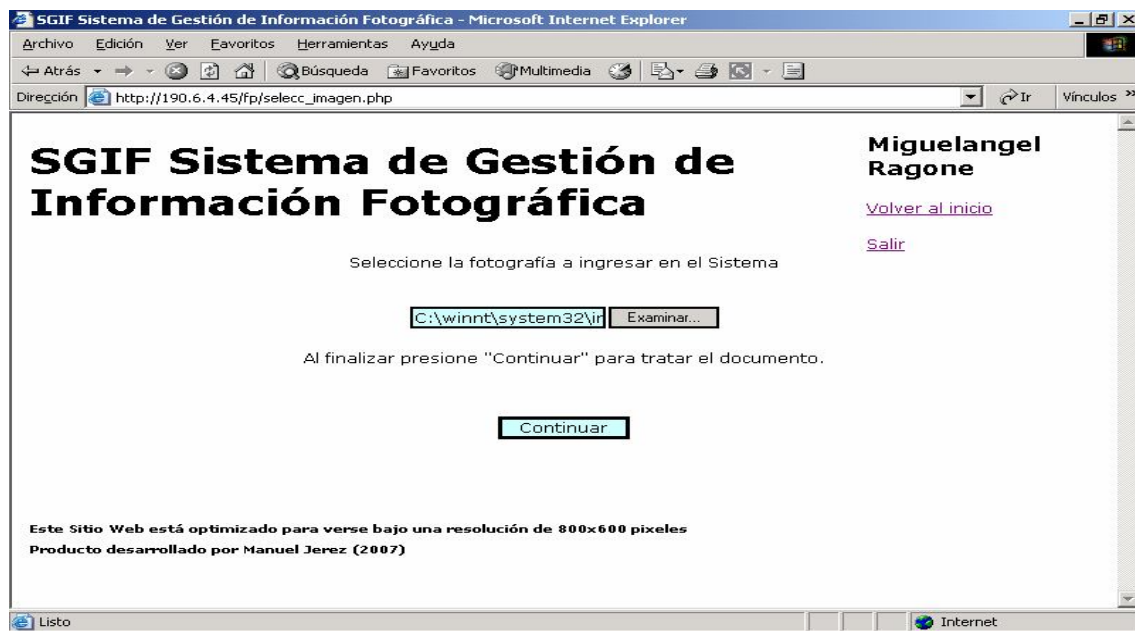 SGIF Sistema de Gestión de Información Fotográfica - Microsoft Internet Explorer
Archivo Edición Ver Favoritos Herramientas Ayuda
Atrás Búsqueda Favoritos Multimedia
Dirección http://190.6.4.45/fp/selecc_imagen.php Ir Vínculos »
SGIF Sistema de Gestión de
Información Fotográfica
Miguelangel
Ragone
Volver al inicio
Salir
Seleccione la fotografía a ingresar en el Sistema
C:\winnt\system32\ir Examinar...
Al finalizar presione "Continuar" para tratar el documento.
Continuar
Este Sitio Web está optimizado para verse bajo una resolución de 800x600 pixeles
Producto desarrollado por Manuel Jerez (2007)
Listo Internet